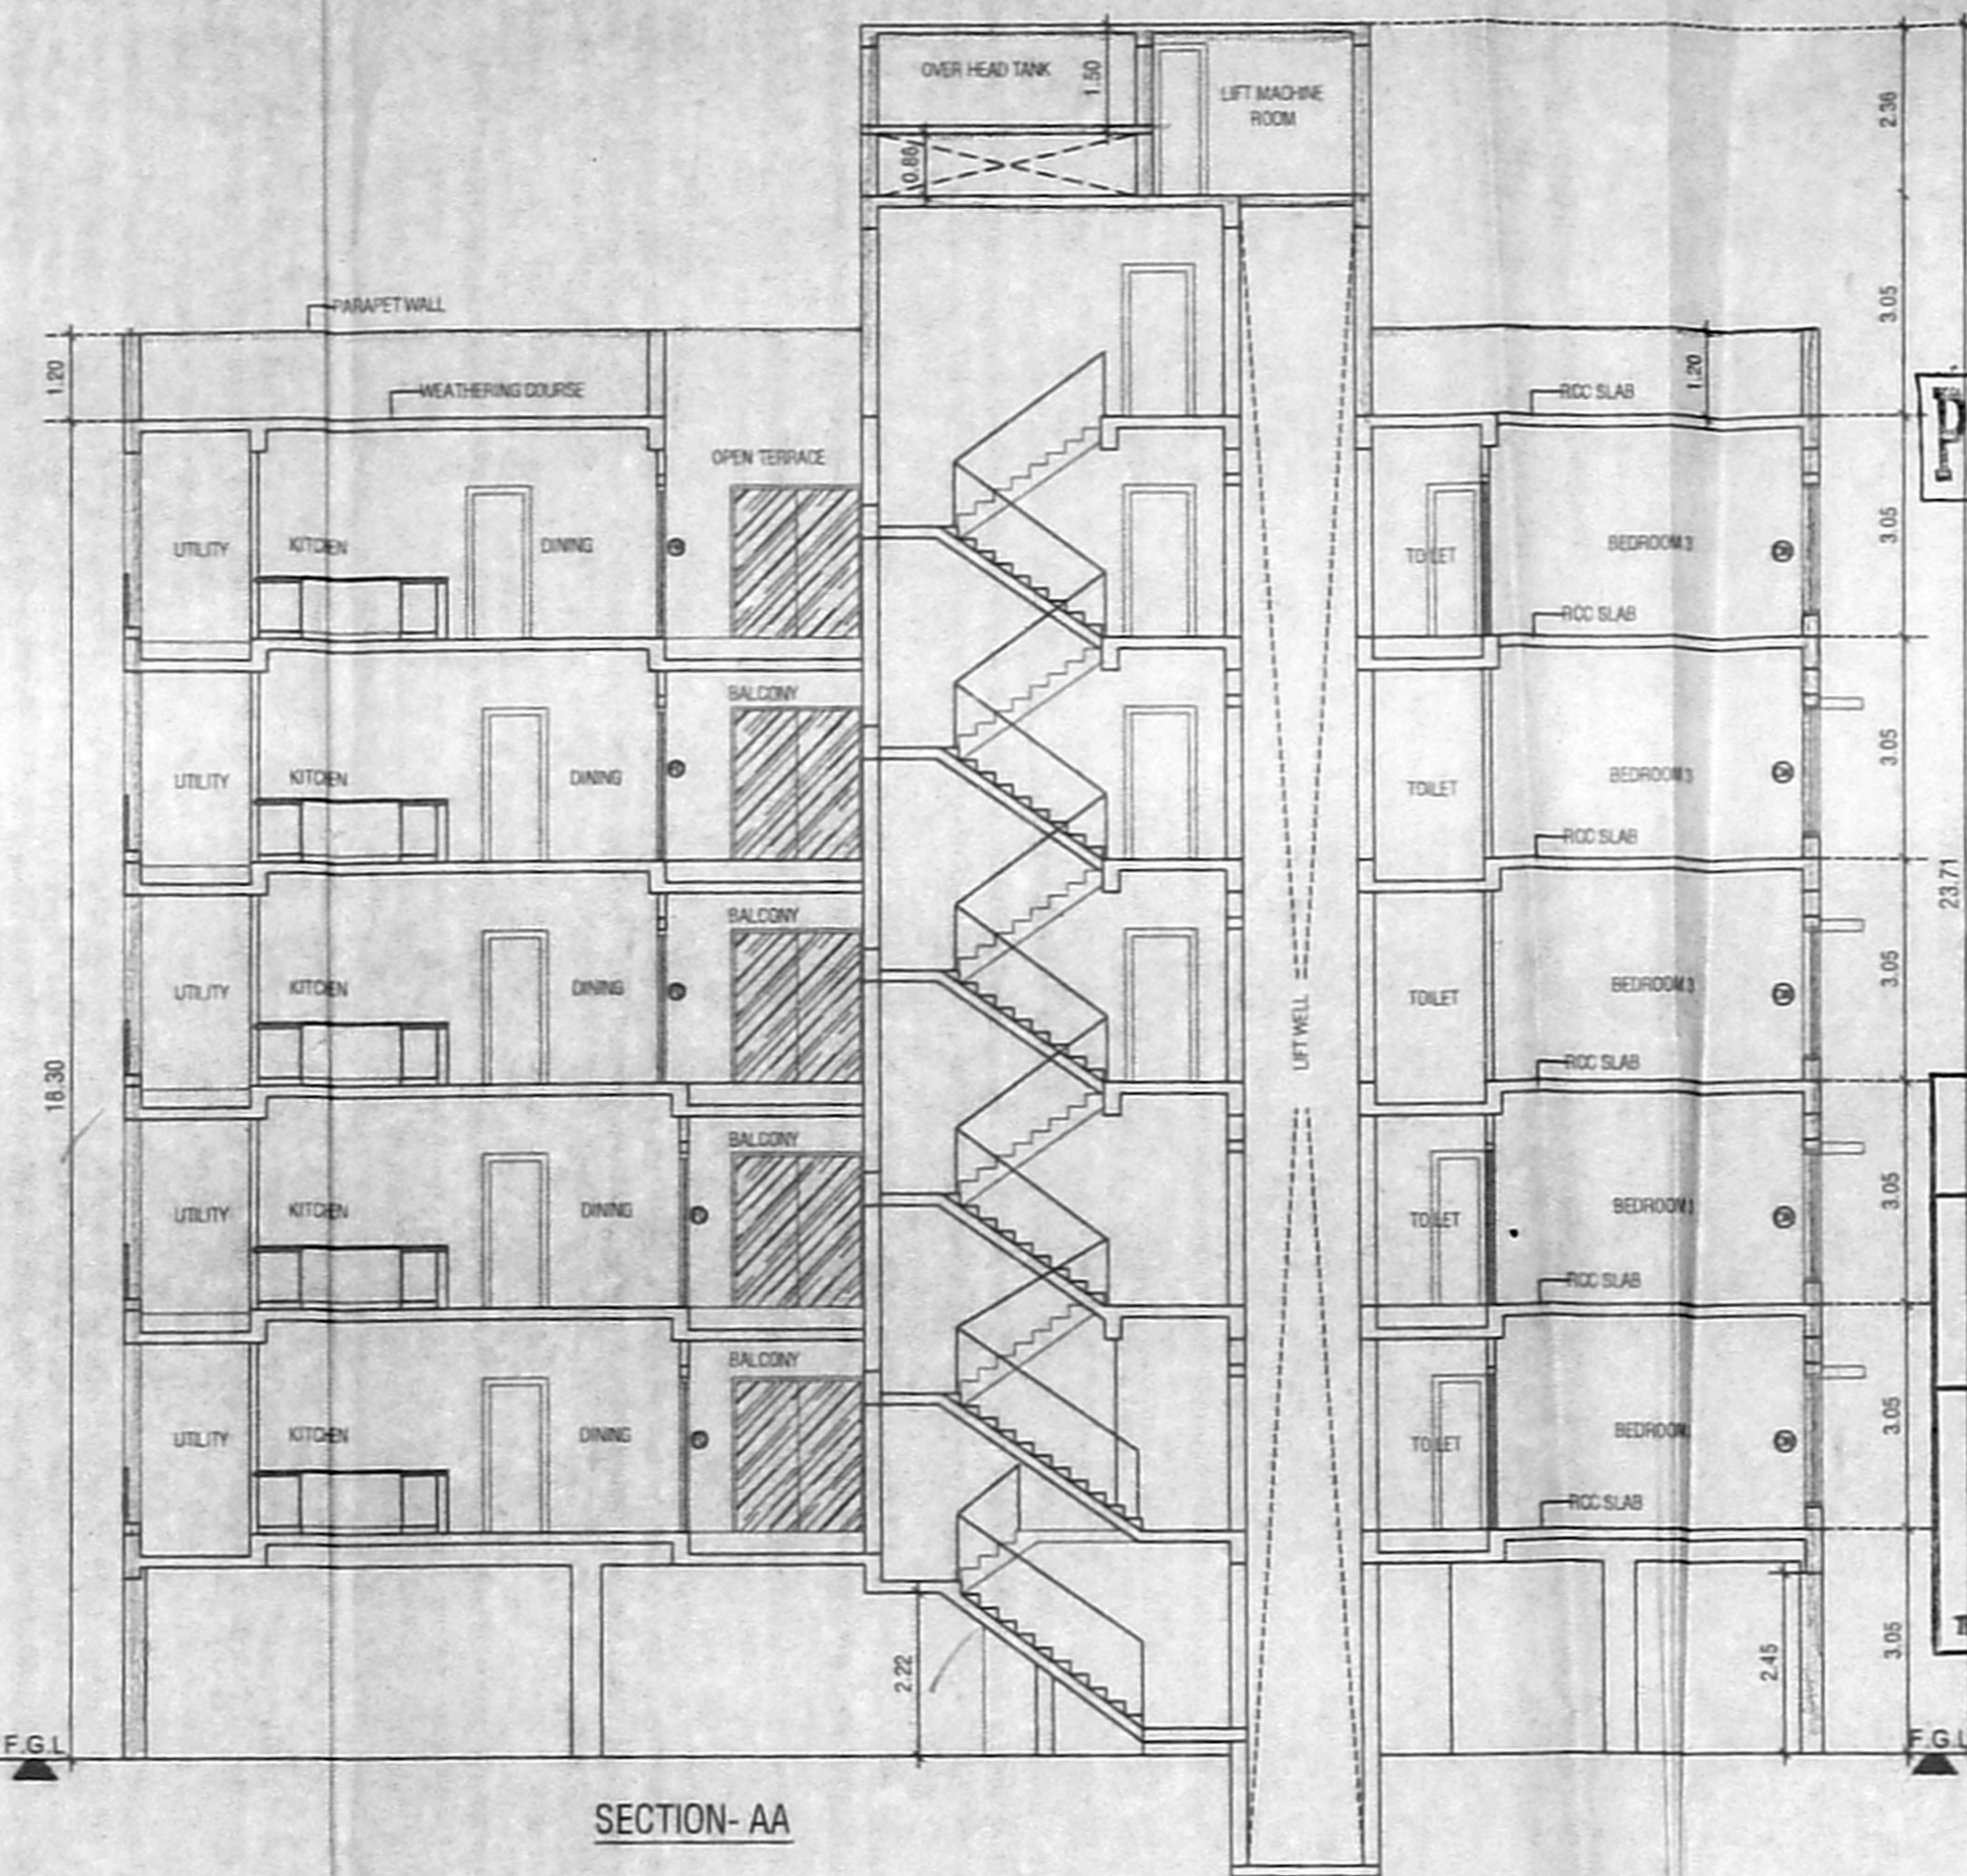 OVER HEAD TANK
1.50
LIFT MACHINE
ROOM
2.36
0.86
PARAPET WALL
3.05
1.20
WEATHERING COURSE
RCC SLAB
1.20
OPEN TERRACE
3.05
UTILITY
KITCHEN
DINING
TOILET
BEDROOM 3
RCC SLAB
BALCONY
3.05
UTILITY
KITCHEN
DINING
TOILET
BEDROOM 3
RCC SLAB
23.71
BALCONY
3.05
UTILITY
KITCHEN
DINING
LIFT WELL
TOILET
BEDROOM 3
RCC SLAB
18.30
BALCONY
3.05
UTILITY
KITCHEN
DINING
TOILET
BEDROOM
RCC SLAB
BALCONY
3.05
UTILITY
KITCHEN
DINING
TOILET
BEDROOM
RCC SLAB
2.22
2.45
3.05
F.G.L
F.G.L
SECTION- AA